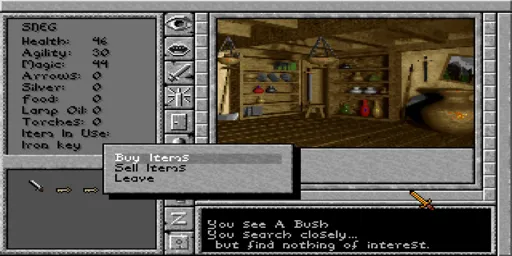 SNEG
Health: 46
Agility: 30
Magic: 44
Arrows: 0
Silver: 0
Food: 0
Lamp Oil: 0
Torches: 0
Item In Use:
Iron key
Buy Items
Sell Items
Leave
Z
You see A Bush
You search closely...
but find nothing of interest.